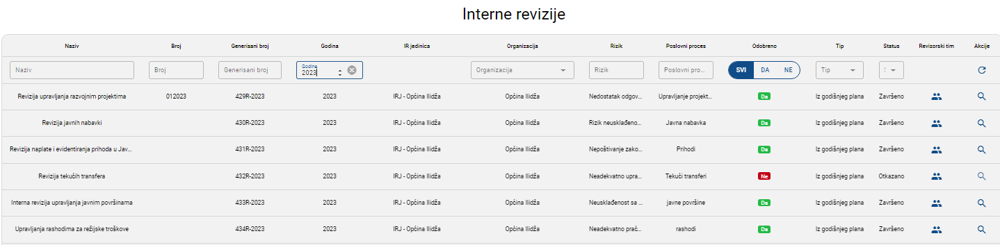 Interne revizije
Naziv Broj Generisani broj Godina IR jedinica Organizacija Rizik Poslovni proces Odobreno Tip Status Revizorski tim Akcije
Naziv Broj Generisani broj Godina 2023 Organizacija Rizik Poslovni pro... SVI DA NE Tip
Revizija upravljanja razvojnim projektima 012023 429R-2023 2023 IRJ - Općina Ilidža Općina Ilidža Nedostatak odgov... Upravljanje projekt... Da Iz godišnjeg plana Završeno
Revizija javnih nabavki 430R-2023 2023 IRJ - Općina Ilidža Općina Ilidža Rizik neusklađeno... Javna nabavka Da Iz godišnjeg plana Završeno
Revizija naplate i evidentiranja prihoda u Jav... 431R-2023 2023 IRJ - Općina Ilidža Općina Ilidža Nepoštivanje zako... Prihodi Da Iz godišnjeg plana Završeno
Revizija tekućih transfera 432R-2023 2023 IRJ - Općina Ilidža Općina Ilidža Neadekvatno upra... Tekući transferi Ne Iz godišnjeg plana Otkazano
Interna revizija upravljanja javnim površinama 433R-2023 2023 IRJ - Općina Ilidža Općina Ilidža Neusklađenost sa ... javne površine Da Iz godišnjeg plana Završeno
Upravljanja rashodima za režijske troškove 434R-2023 2023 IRJ - Općina Ilidža Općina Ilidža Neadekvatno prać... rashodi Da Iz godišnjeg plana Završeno